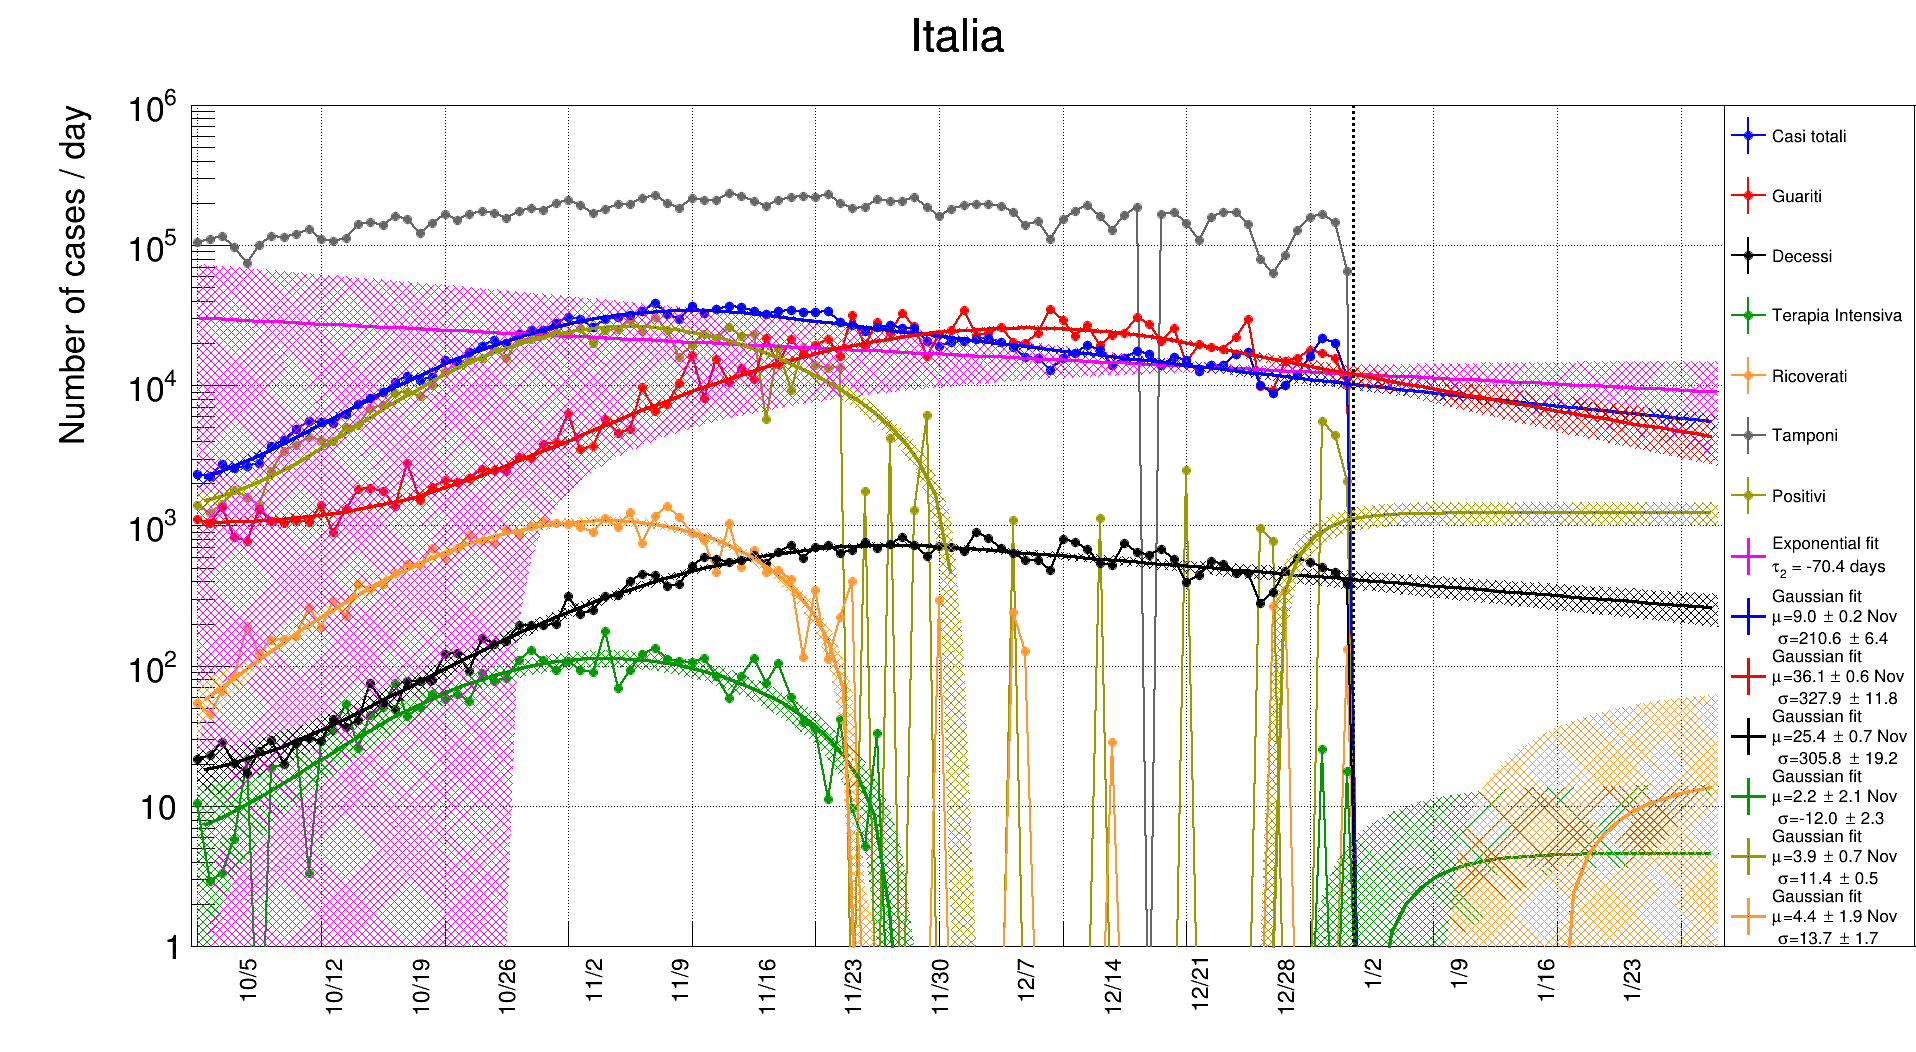 Italia
Number of cases / day
10^6
10^5
10^4
10^3
10^2
10
1
10/5
10/12
10/19
10/26
11/2
11/9
11/16
11/23
11/30
12/7
12/14
12/21
12/28
1/2
1/9
1/16
1/23
Casi totali
Guariti
Decessi
Terapia Intensiva
Ricoverati
Tamponi
Positivi
Exponential fit
τ_2 = -70.4 days
Gaussian fit
μ=9.0 ± 0.2 Nov
σ=210.6 ± 6.4
Gaussian fit
μ=36.1 ± 0.6 Nov
σ=327.9 ± 11.8
Gaussian fit
μ=25.4 ± 0.7 Nov
σ=305.8 ± 19.2
Gaussian fit
μ=2.2 ± 2.1 Nov
σ=-12.0 ± 2.3
Gaussian fit
μ=3.9 ± 0.7 Nov
σ=11.4 ± 0.5
Gaussian fit
μ=4.4 ± 1.9 Nov
σ=13.7 ± 1.7